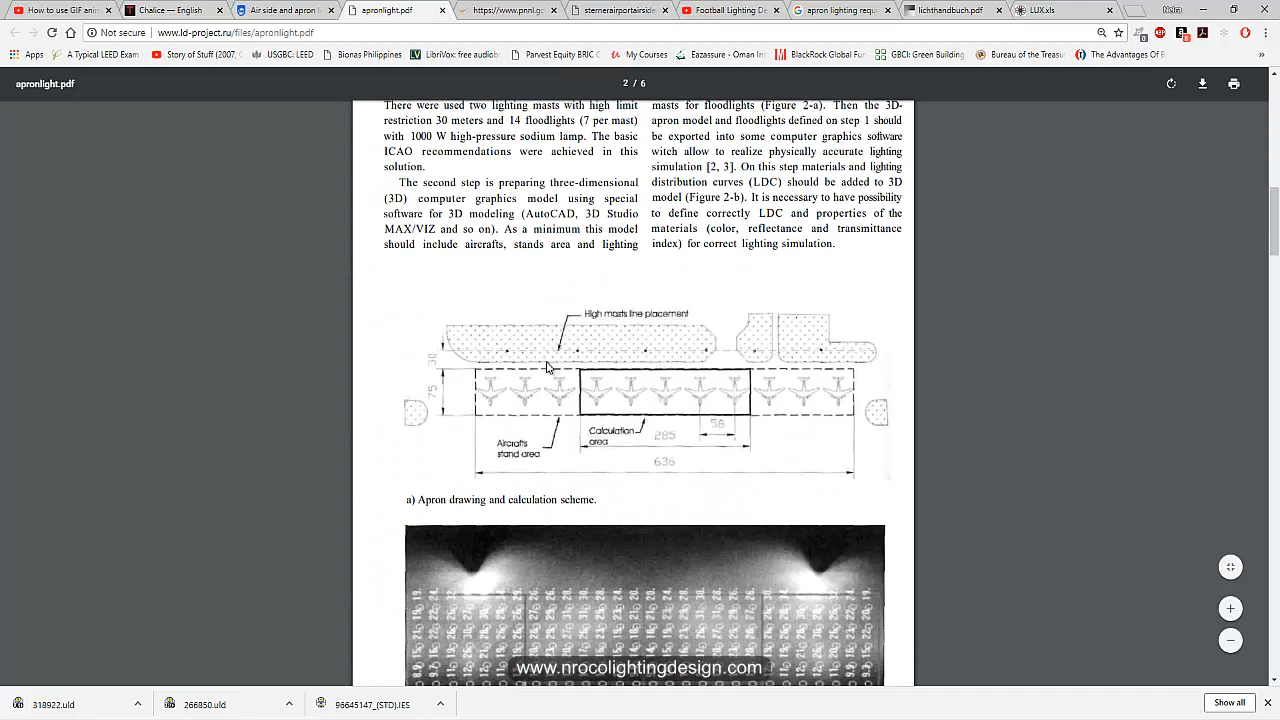 How to use GIF anim
Chalice — English
Air side and apron l
apronlight.pdf
https://www.pnnl.go
sternerairportairside
Football Lighting De
apron lighting requi
lichthandbuch.pdf
LUX.xls
Not secure
www.ld-project.ru/files/apronlight.pdf
Apps
A Typical LEED Exam
Story of Stuff (2007,
USGBC: LEED
Bionas Philippines
LibriVox: free audio
Parvest Equity BRIC
My Courses
Eazassure - Oman In
BlackRock Global Fun
GBCI: Green Building
Bureau of the Treasur
The Advantages Of B
apronlight.pdf
2 / 6
There were used two lighting masts with high limit
restriction 30 meters and 14 floodlights (7 per mast)
with 1000 W high-pressure sodium lamp. The basic
ICAO recommendations were achieved in this
solution.
The second step is preparing three-dimensional
(3D) computer graphics model using special
software for 3D modeling (AutoCAD, 3D Studio
MAX/VIZ and so on). As a minimum this model
should include aircrafts, stands area and lighting
masts for floodlights (Figure 2-a). Then the 3D-
apron model and floodlights defined on step 1 should
be exported into some computer graphics software
witch allow to realize physically accurate lighting
simulation [2, 3]. On this step materials and lighting
distribution curves (LDC) should be added to 3D
model (Figure 2-b). It is necessary to have possibility
to define correctly LDC and properties of the
materials (color, reflectance and transmittance
index) for correct lighting simulation.
High masts line placement
30
75
Aircrafts
stand area
Calculation
area
285
58
636
a) Apron drawing and calculation scheme.
www.nrocolightingdesign.com
318922.uld
266850.uld
96645147_(STD).IES
Show all